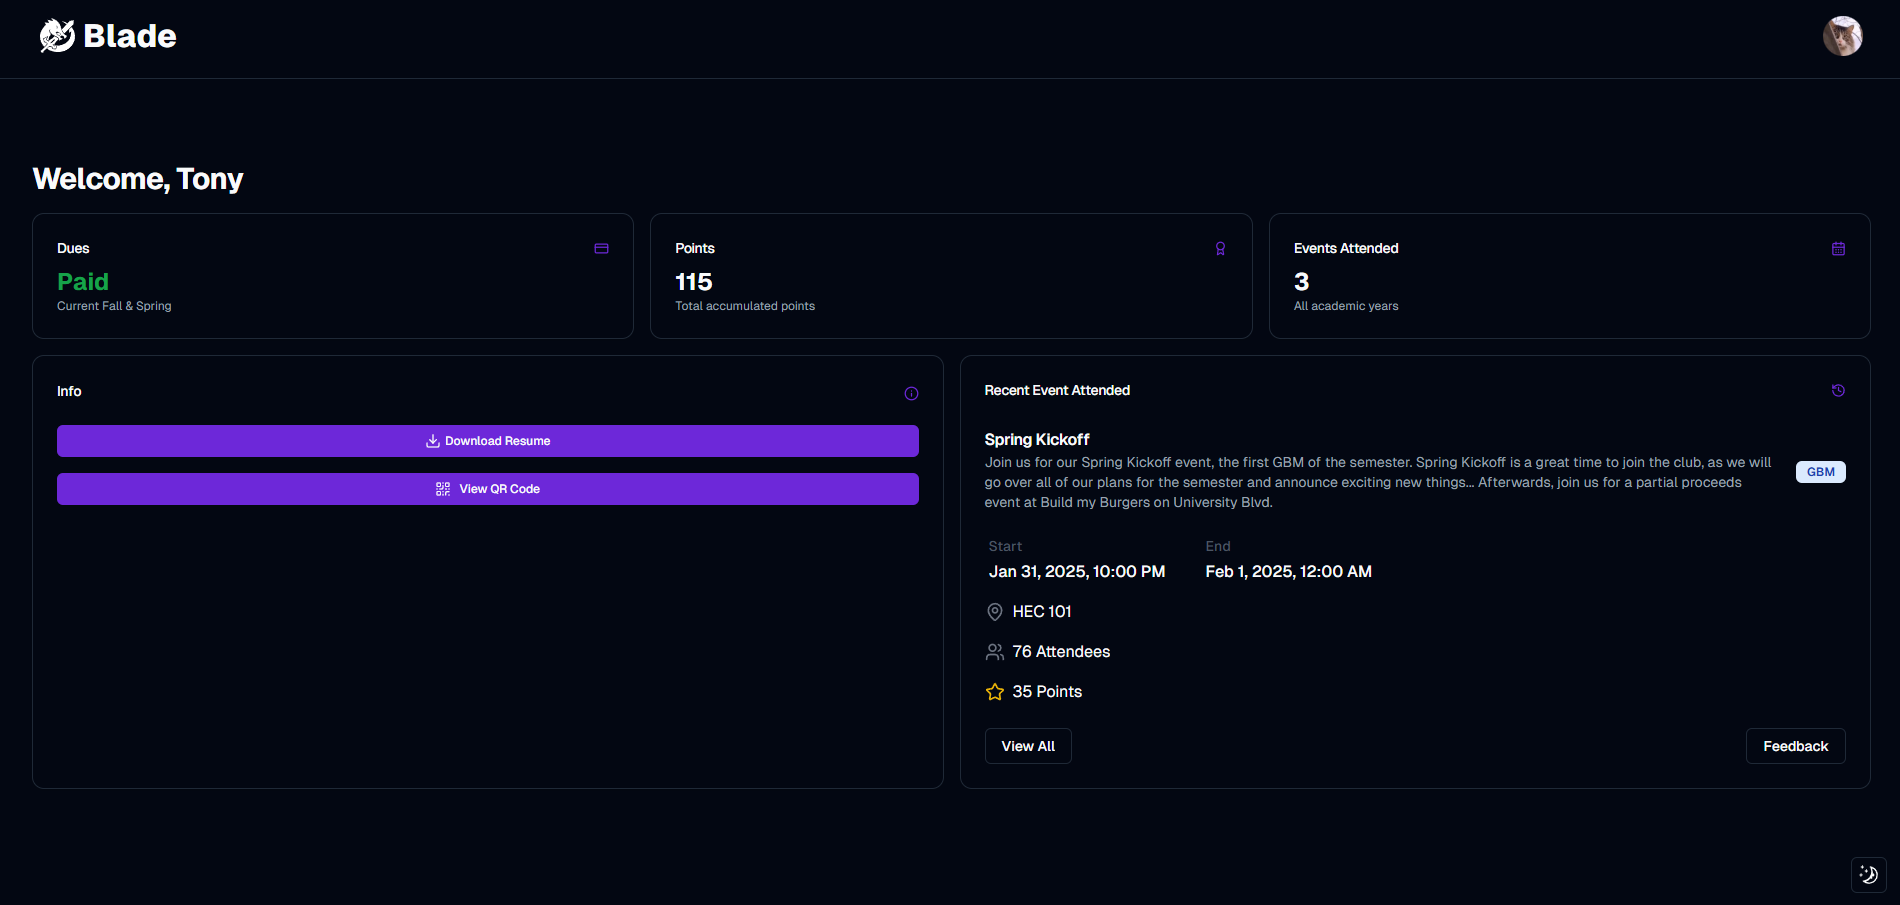 Blade
Welcome, Tony
Dues
Paid
Current Fall & Spring
Points
115
Total accumulated points
Events Attended
3
All academic years
Info
Download Resume
View QR Code
Recent Event Attended
Spring Kickoff
Join us for our Spring Kickoff event, the first GBM of the semester. Spring Kickoff is a great time to join the club, as we will
go over all of our plans for the semester and announce exciting new things... Afterwards, join us for a partial proceeds
event at Build my Burgers on University Blvd.
GBM
Start
Jan 31, 2025, 10:00 PM
End
Feb 1, 2025, 12:00 AM
HEC 101
76 Attendees
35 Points
View All
Feedback